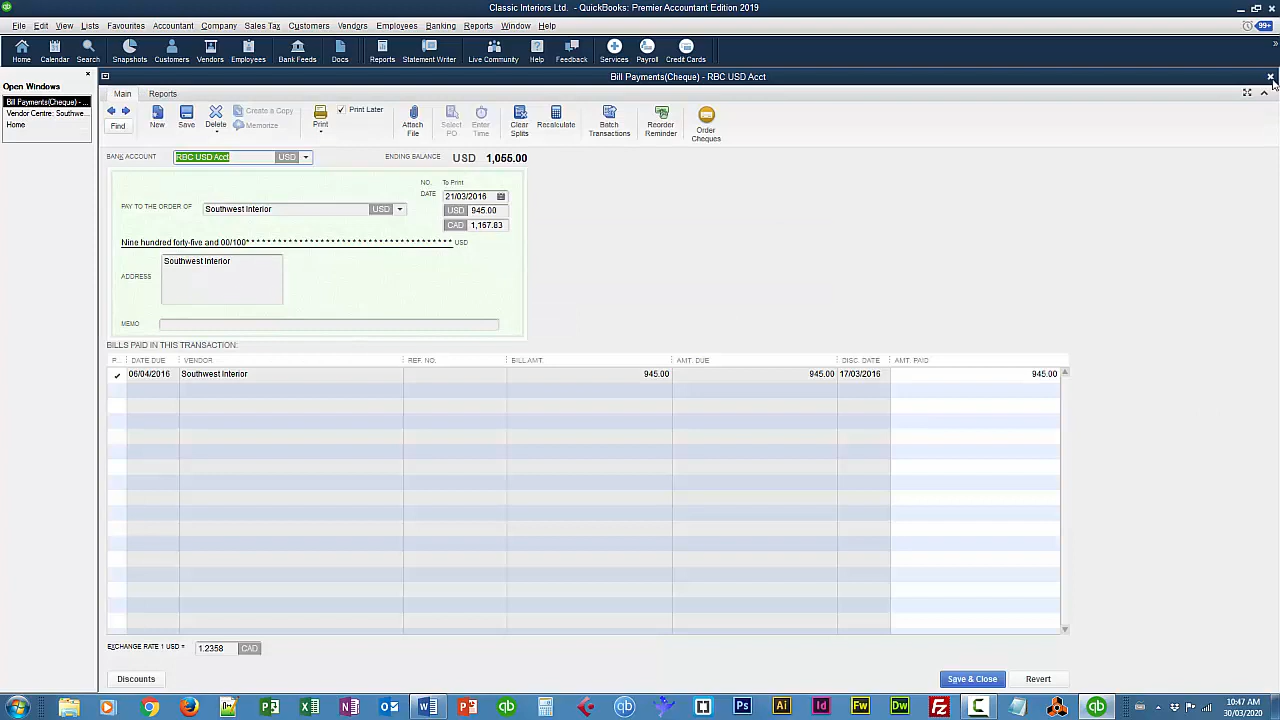 Classic Interiors Ltd. - QuickBooks: Premier Accountant Edition 2019
File Edit View Lists Favourites Accountant Company Sales Tax Customers Vendors Employees Banking Reports Window Help
99+
Home Calendar Search Snapshots Customers Vendors Employees Bank Feeds Docs Reports Statement Writer Live Community Help Feedback Services Payroll Credit Cards
Open Windows
Bill Payments(Cheque) - ...
Vendor Centre: Southwe...
Home
Bill Payments(Cheque) - RBC USD Acct
Main Reports
Find New Save Delete Create a Copy Memorize Print Print Later Attach File Select PO Enter Time Clear Splits Recalculate Batch Transactions Reorder Reminder Order Cheques
BANK ACCOUNT RBC USD Acct USD ENDING BALANCE USD 1,055.00
NO. To Print
DATE 21/03/2016
PAY TO THE ORDER OF Southwest Interior USD USD 945.00
CAD 1,167.83
Nine hundred forty-five and 00/100* * * * * * * * * * * * * * * * * * * * * * * * * * * * * * * * * * * * * * * USD
ADDRESS Southwest Interior
MEMO
BILLS PAID IN THIS TRANSACTION:
P... DATE DUE VENDOR REF. NO. BILL AMT. AMT. DUE DISC. DATE AMT. PAID
06/04/2016 Southwest Interior 945.00 945.00 17/03/2016 945.00
EXCHANGE RATE 1 USD = 1.2358 CAD
Discounts Save & Close Revert
10:47 AM
30/03/2020